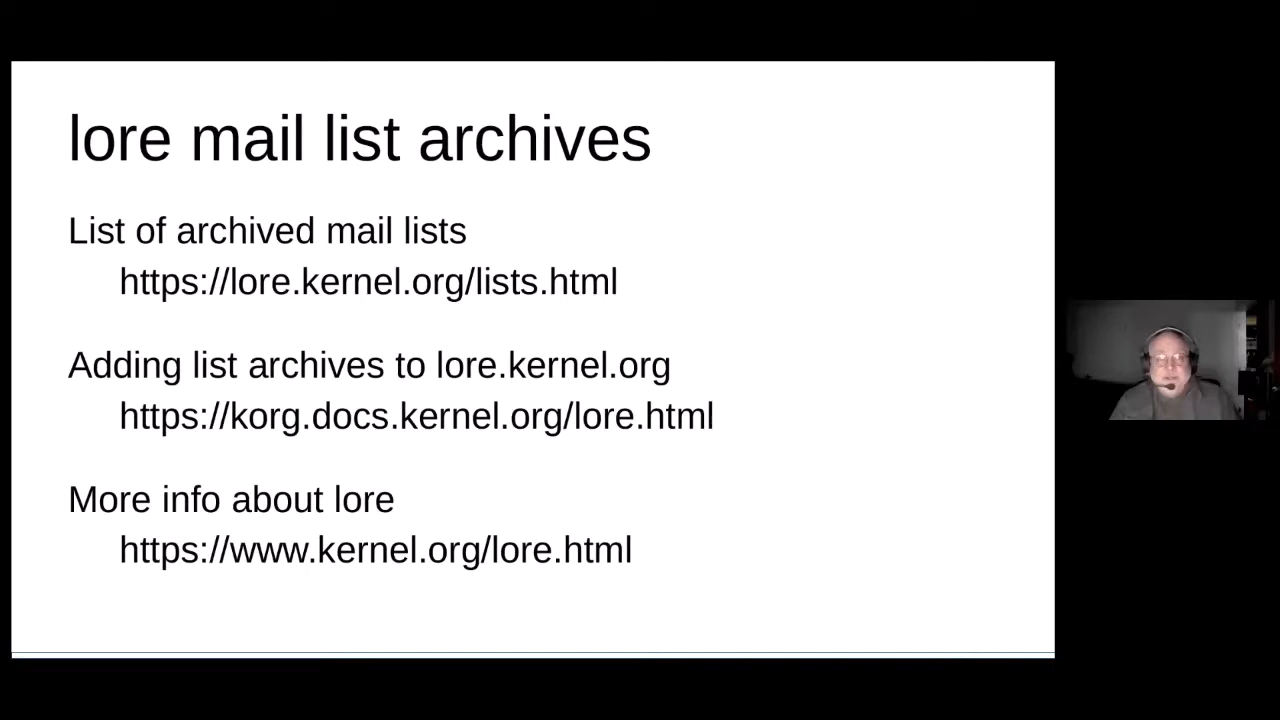 lore mail list archives
List of archived mail lists
https://lore.kernel.org/lists.html
Adding list archives to lore.kernel.org
https://korg.docs.kernel.org/lore.html
More info about lore
https://www.kernel.org/lore.html